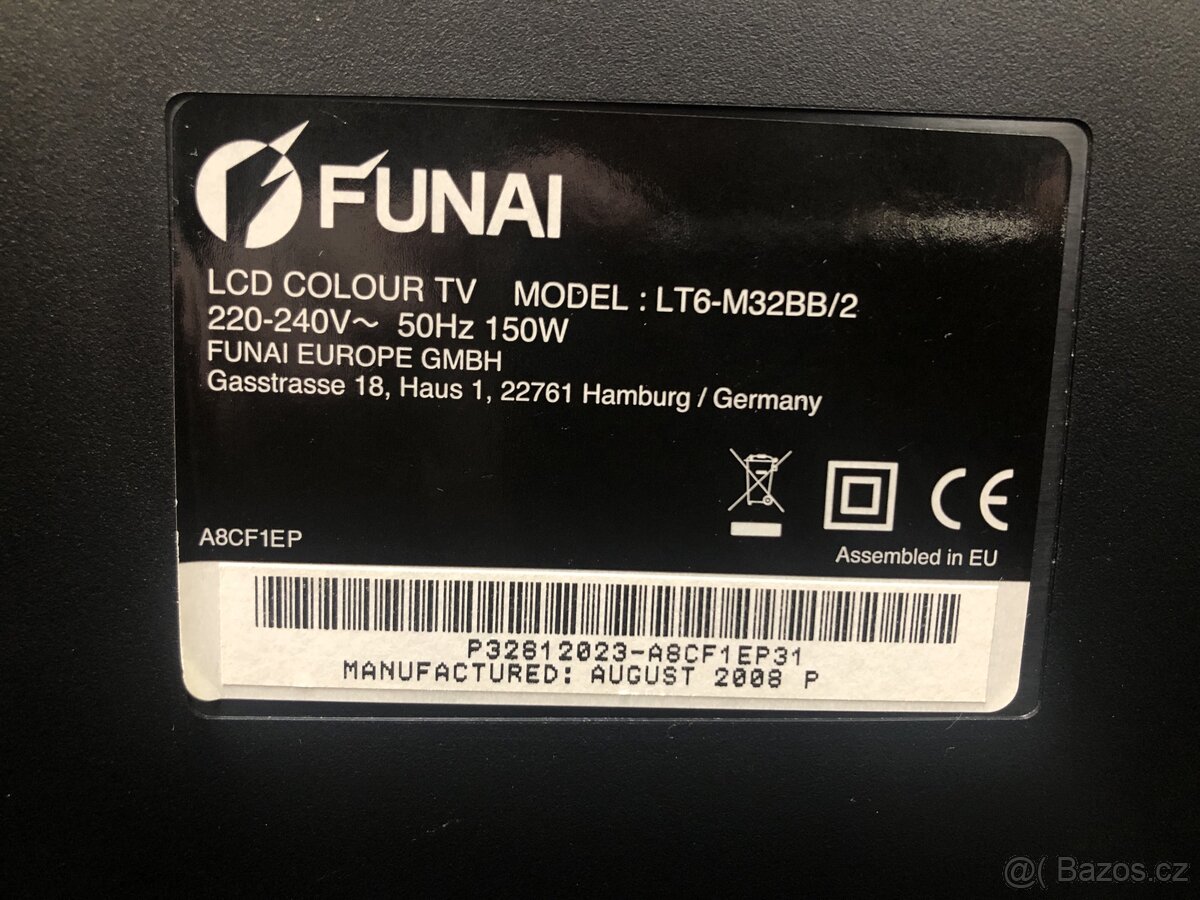 FUNAI
LCD COLOUR TV MODEL : LT6-M32BB/2
220-240V~ 50Hz 150W
FUNAI EUROPE GMBH
Gasstrasse 18, Haus 1, 22761 Hamburg / Germany
CE
A8CF1EP
Assembled in EU
P32812023-A8CF1EP31
MANUFACTURED: AUGUST 2008 P
@( Bazos.cz